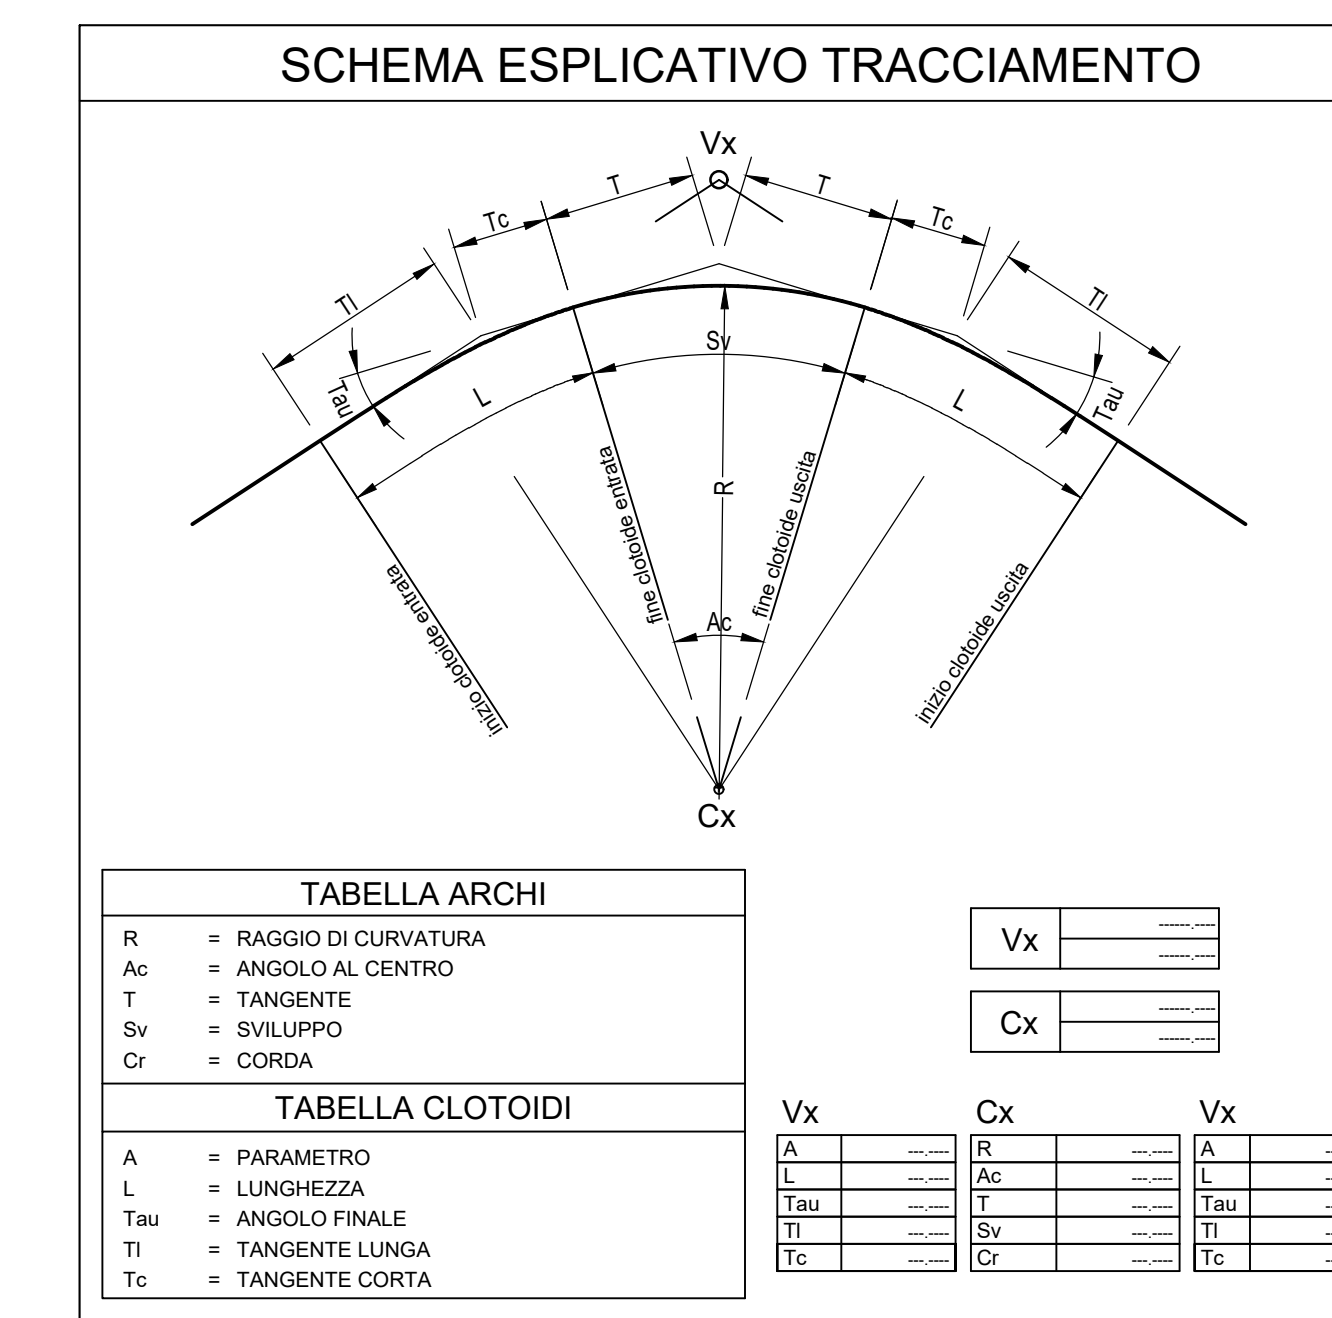 SCHEMA ESPLICATIVO TRACCIAMENTO
Vx
T
T
Tc
Tc
Tl
Tl
Sv
Tau
Tau
L
L
R
fine clotoide entrata
fine clotoide uscita
inizio clotoide entrata
inizio clotoide uscita
Ac
Cx
TABELLA ARCHI
R = RAGGIO DI CURVATURA
Ac = ANGOLO AL CENTRO
T = TANGENTE
Sv = SVILUPPO
Cr = CORDA
TABELLA CLOTOIDI
A = PARAMETRO
L = LUNGHEZZA
Tau = ANGOLO FINALE
Tl = TANGENTE LUNGA
Tc = TANGENTE CORTA
Vx ------.----
------.----
Cx ------.----
------.----
Vx Cx Vx
A ---.---- R ---.---- A --
L ---.---- Ac ---.---- L --
Tau ---.---- T ---.---- Tau --
Tl ---.---- Sv ---.---- Tl --
Tc ---.---- Cr ---.---- Tc --